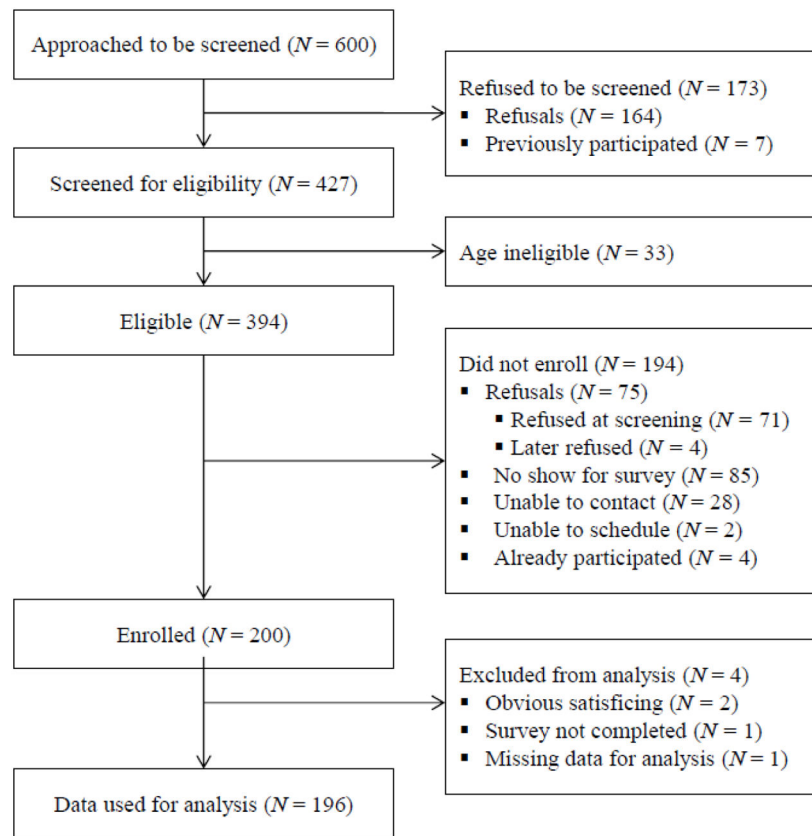 Approached to be screened (N = 600)
Refused to be screened (N = 173)
▪ Refusals (N = 164)
▪ Previously participated (N = 7)
Screened for eligibility (N = 427)
Age ineligible (N = 33)
Eligible (N = 394)
Did not enroll (N = 194)
▪ Refusals (N = 75)
▪ Refused at screening (N = 71)
▪ Later refused (N = 4)
▪ No show for survey (N = 85)
▪ Unable to contact (N = 28)
▪ Unable to schedule (N = 2)
▪ Already participated (N = 4)
Enrolled (N = 200)
Excluded from analysis (N = 4)
▪ Obvious satisficing (N = 2)
▪ Survey not completed (N = 1)
▪ Missing data for analysis (N = 1)
Data used for analysis (N = 196)